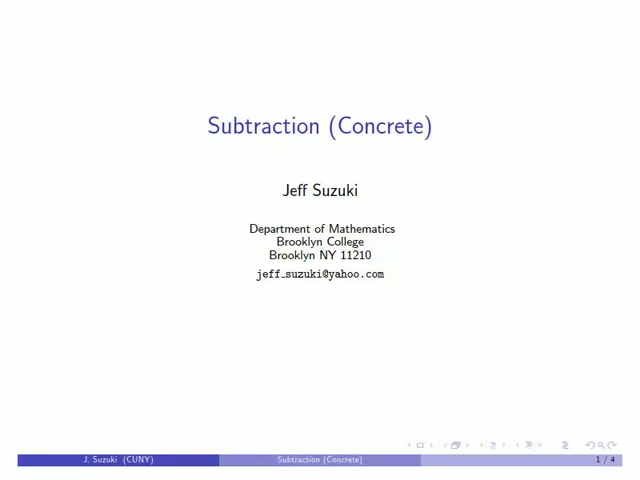 Subtraction (Concrete)
Jeff Suzuki
Department of Mathematics
Brooklyn College
Brooklyn NY 11210
jeff_suzuki@yahoo.com
J. Suzuki (CUNY)
Subtraction (Concrete)
1 / 4